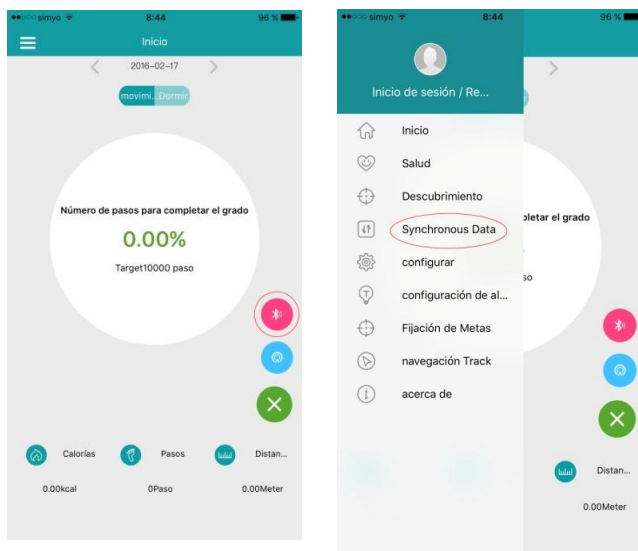 simyo 8:44 96 %
Inicio
2016-02-17
movimi... Dormir
Número de pasos para completar el grado
0.00%
Target10000 paso
Calorías Pasos Distan...
0.00kcal 0Paso 0.00Meter
simyo 8:44 96 %
Inicio de sesión / Re...
Inicio
Salud
Descubrimiento
pletar el grado
Synchronous Data
configurar
so
configuración de al...
Fijación de Metas
navegación Track
acerca de
Distan...
0.00Meter